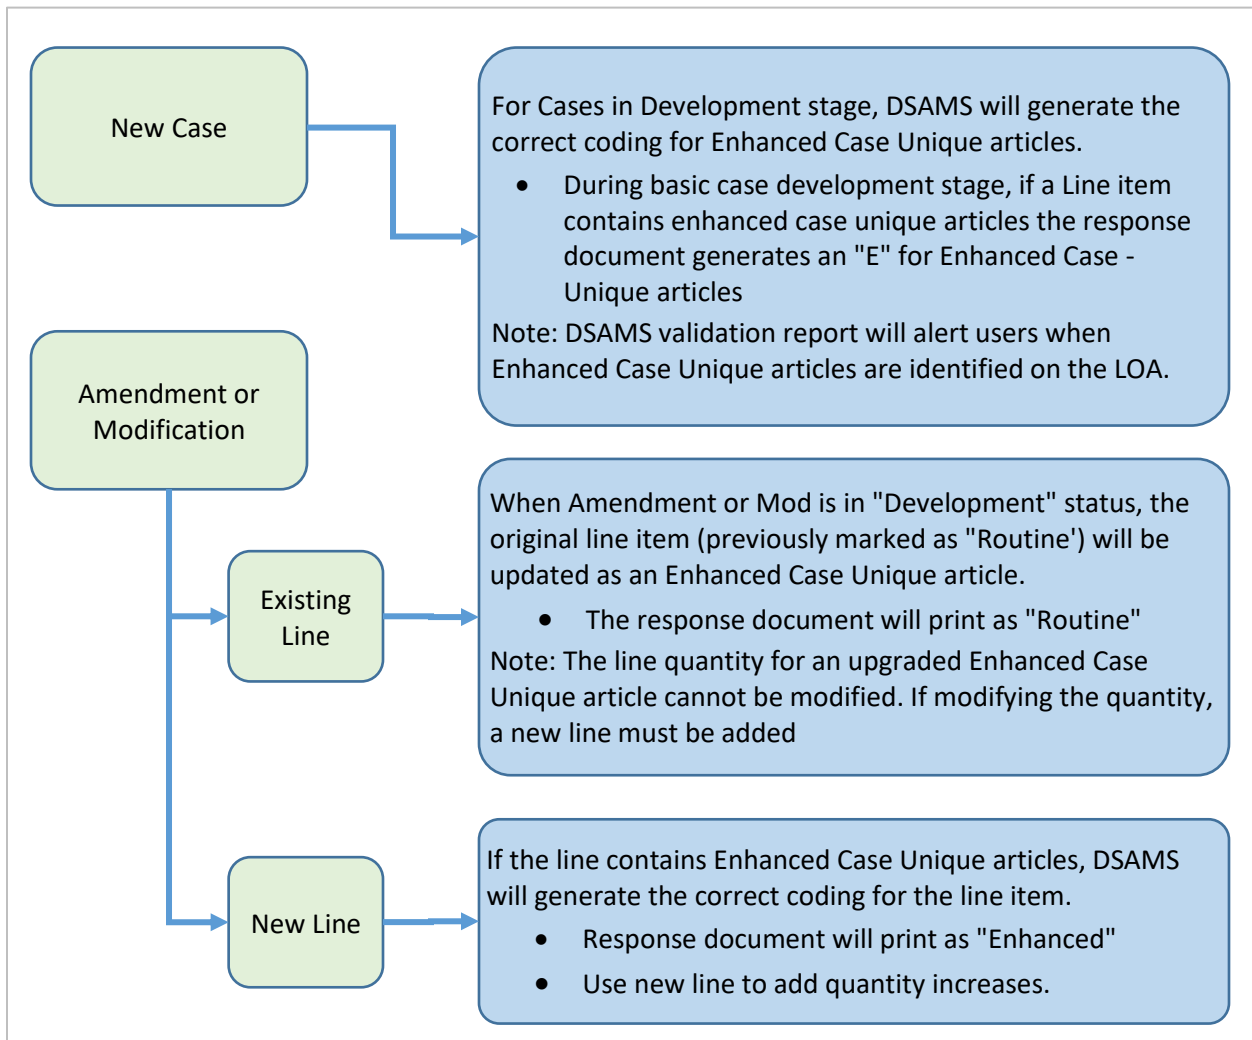 New Case
For Cases in Development stage, DSAMS will generate the
correct coding for Enhanced Case Unique articles.
• During basic case development stage, if a Line item
contains enhanced case unique articles the response
document generates an "E" for Enhanced Case -
Unique articles
Note: DSAMS validation report will alert users when
Enhanced Case Unique articles are identified on the LOA.
Amendment or
Modification
Existing
Line
When Amendment or Mod is in "Development" status, the
original line item (previously marked as "Routine') will be
updated as an Enhanced Case Unique article.
• The response document will print as "Routine"
Note: The line quantity for an upgraded Enhanced Case
Unique article cannot be modified. If modifying the quantity,
a new line must be added
New Line
If the line contains Enhanced Case Unique articles, DSAMS
will generate the correct coding for the line item.
• Response document will print as "Enhanced"
• Use new line to add quantity increases.